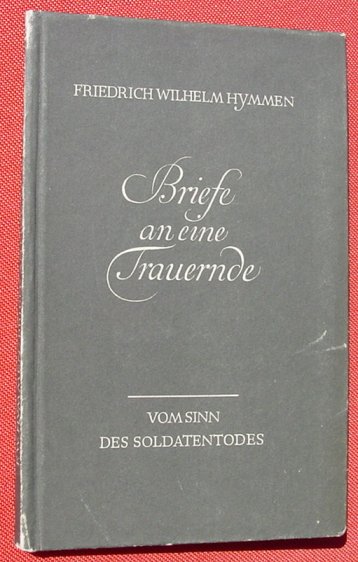 FRIEDRICH WILHELM HYMMEN
Briefe
an eine
Trauernde
VOM SINN
DES SOLDATENTODES